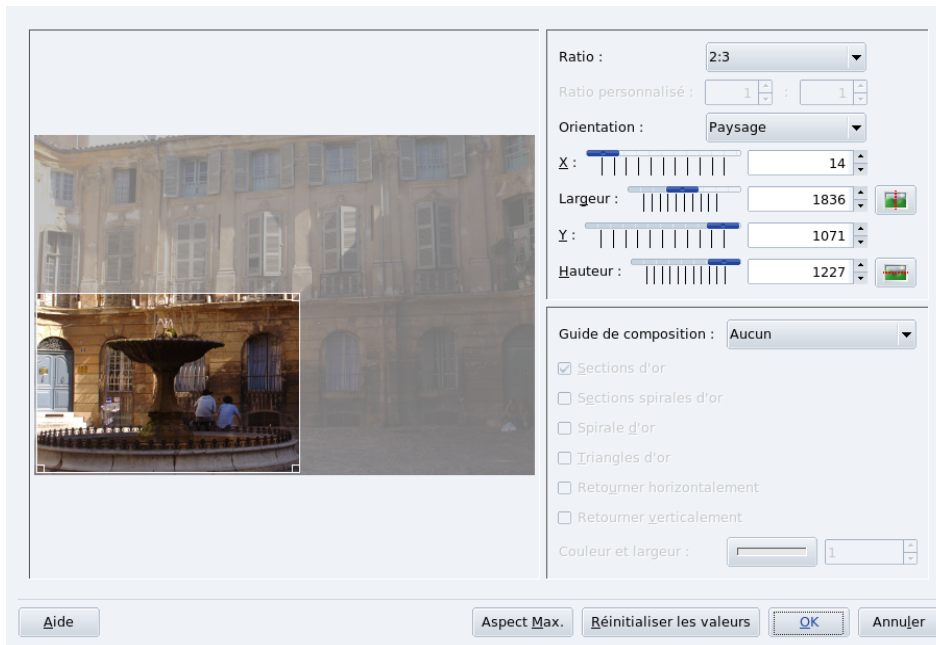 Ratio : 2:3
Ratio personnalisé : 1 : 1
Orientation : Paysage
X : 14
Largeur : 1836
Y : 1071
Hauteur : 1227
Guide de composition : Aucun
Sections d'or
Sections spirales d'or
Spirale d'or
Triangles d'or
Retourner horizontalement
Retourner verticalement
Couleur et largeur : 1
Aide Aspect Max. Réinitialiser les valeurs OK Annuler